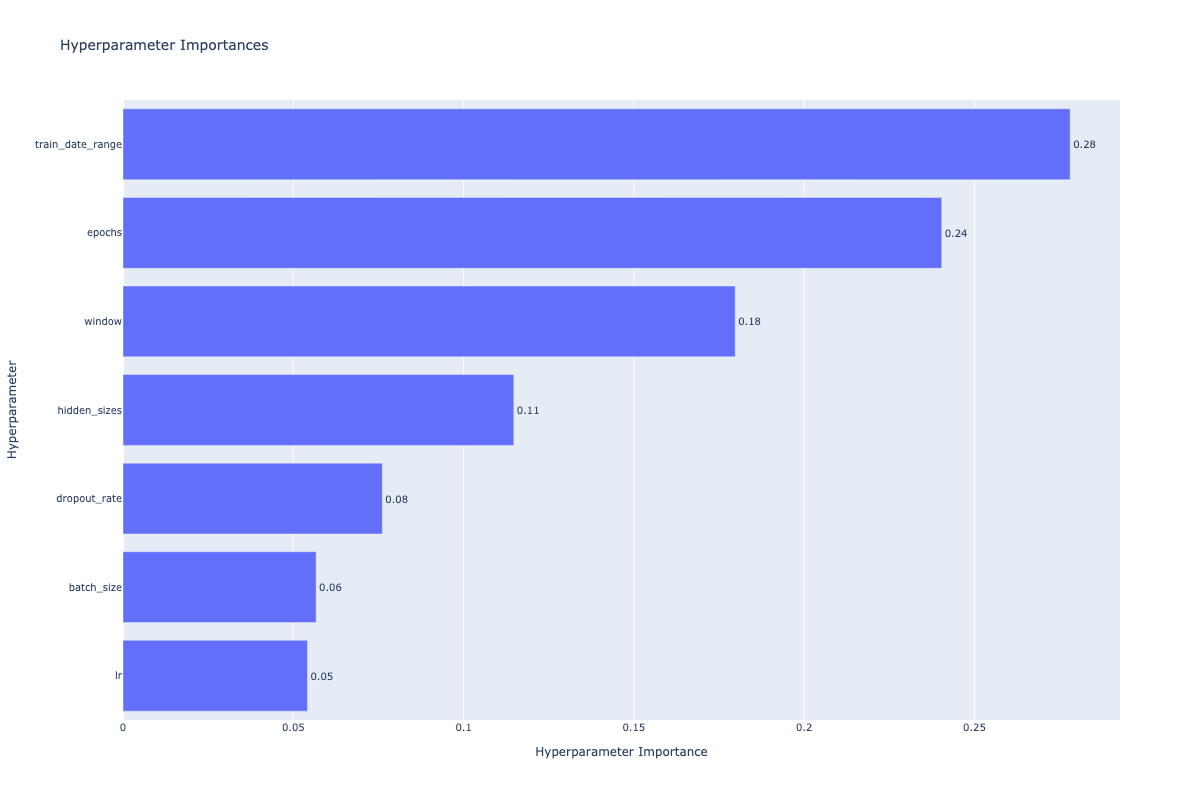 Hyperparameter Importances
train_date_range
0.28
epochs
0.24
window
0.18
hidden_sizes
0.11
dropout_rate
0.08
batch_size
0.06
lr
0.05
Hyperparameter
0
0.05
0.1
0.15
0.2
0.25
Hyperparameter Importance